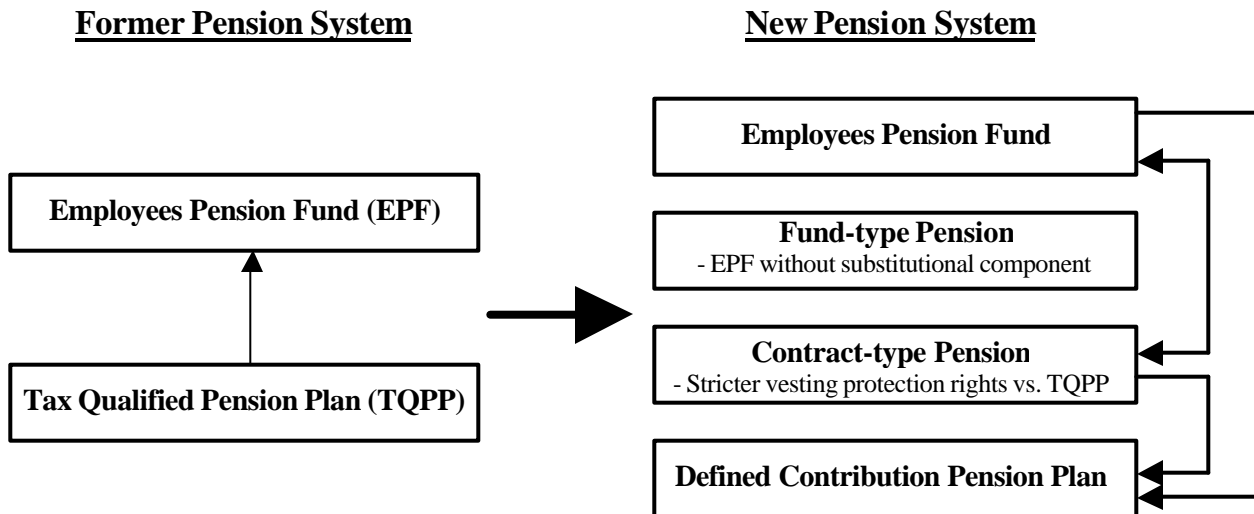 Former Pension System
New Pension System
Employees Pension Fund (EPF)
Tax Qualified Pension Plan (TQPP)
Employees Pension Fund
Fund-type Pension
- EPF without substitutional component
Contract-type Pension
- Stricter vesting protection rights vs. TQPP
Defined Contribution Pension Plan